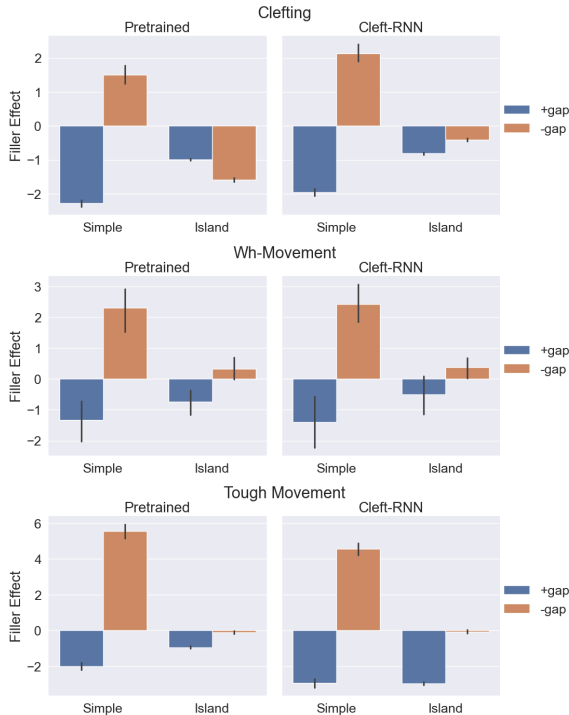 Clefting
Pretrained
Cleft-RNN
Filler Effect
2
1
0
−1
−2
Simple
Island
Simple
Island
+gap
-gap
Wh-Movement
Pretrained
Cleft-RNN
Filler Effect
3
2
1
0
−1
−2
Simple
Island
Simple
Island
+gap
-gap
Tough Movement
Pretrained
Cleft-RNN
Filler Effect
6
4
2
0
−2
Simple
Island
Simple
Island
+gap
-gap